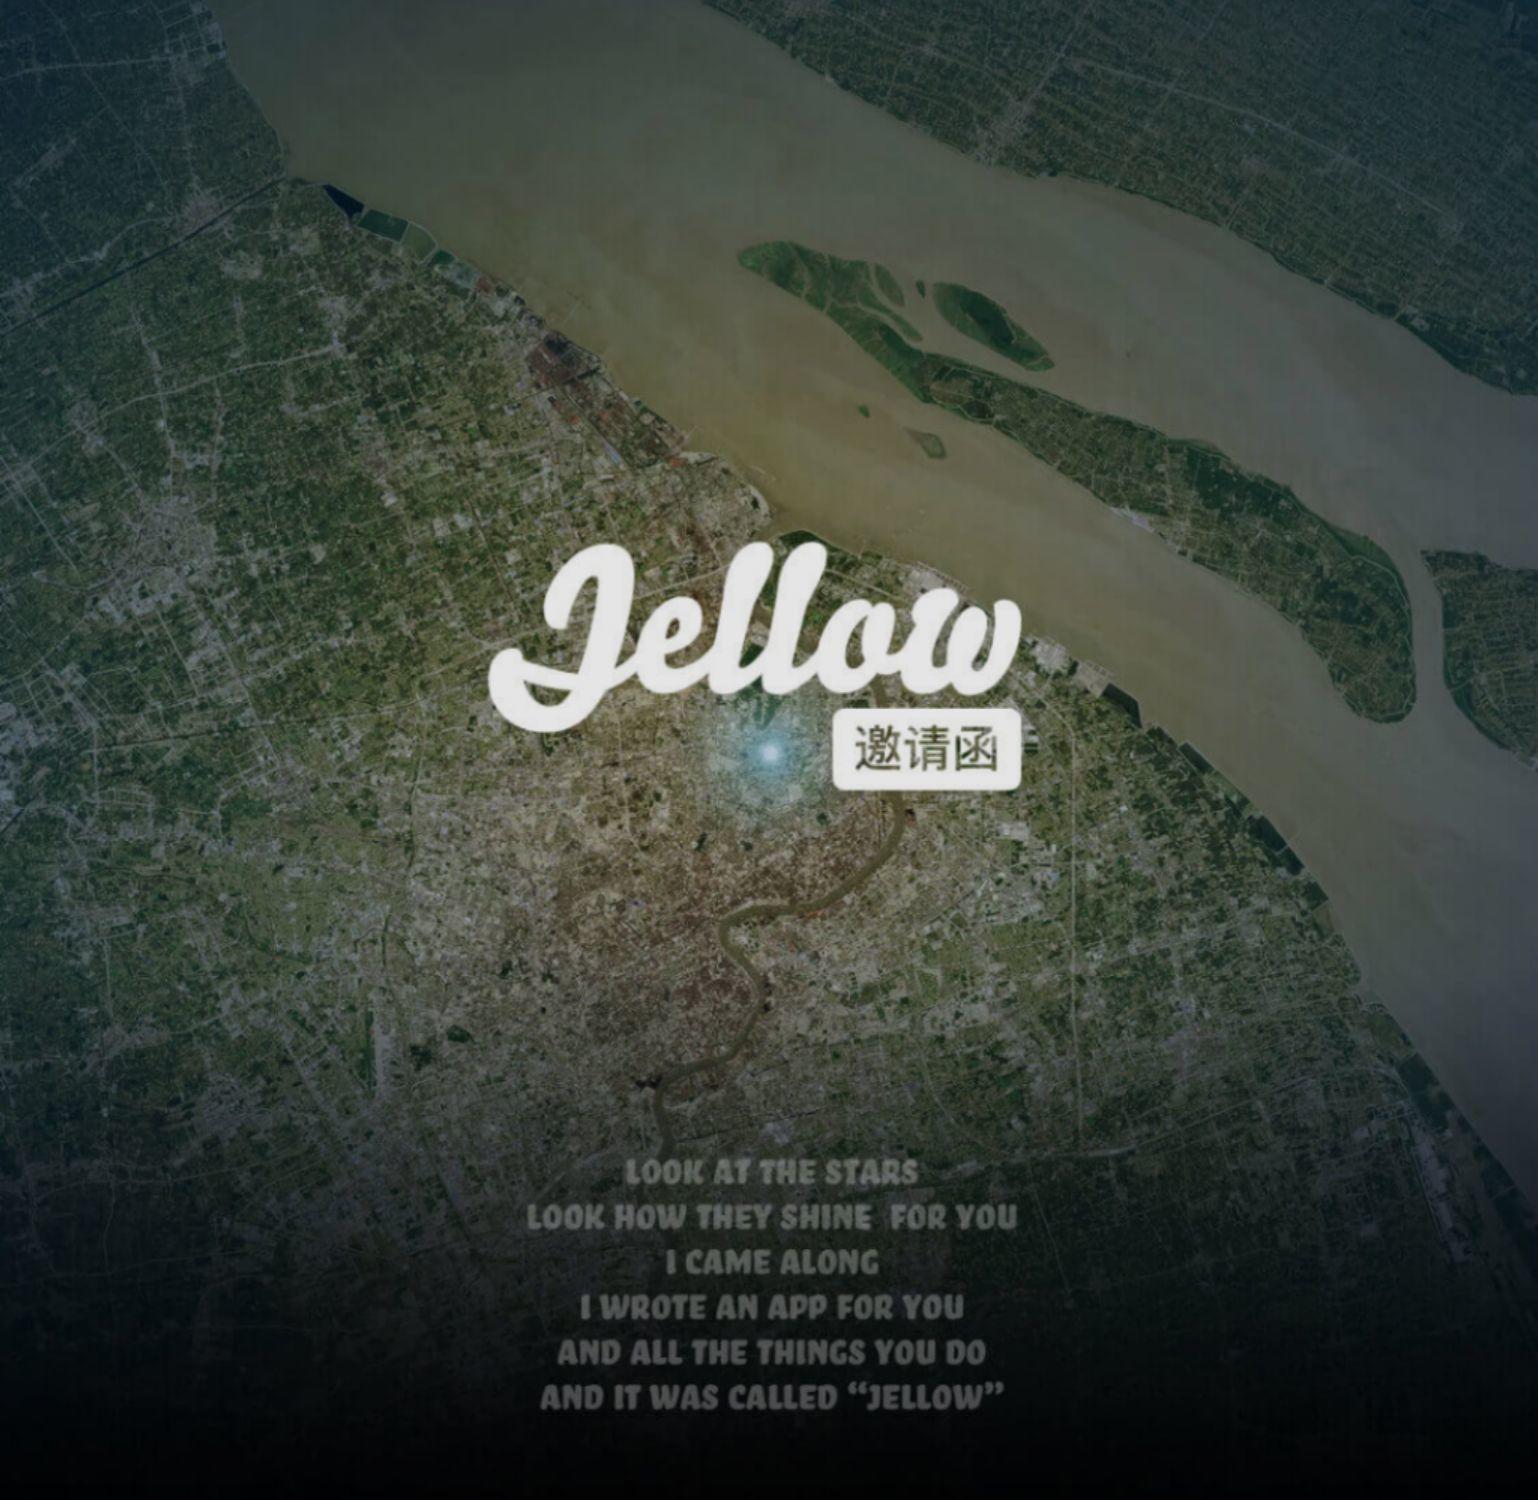 Jellow
邀请函
LOOK AT THE STARS
LOOK HOW THEY SHINE FOR YOU
I CAME ALONG
I WROTE AN APP FOR YOU
AND ALL THE THINGS YOU DO
AND IT WAS CALLED “JELLOW”